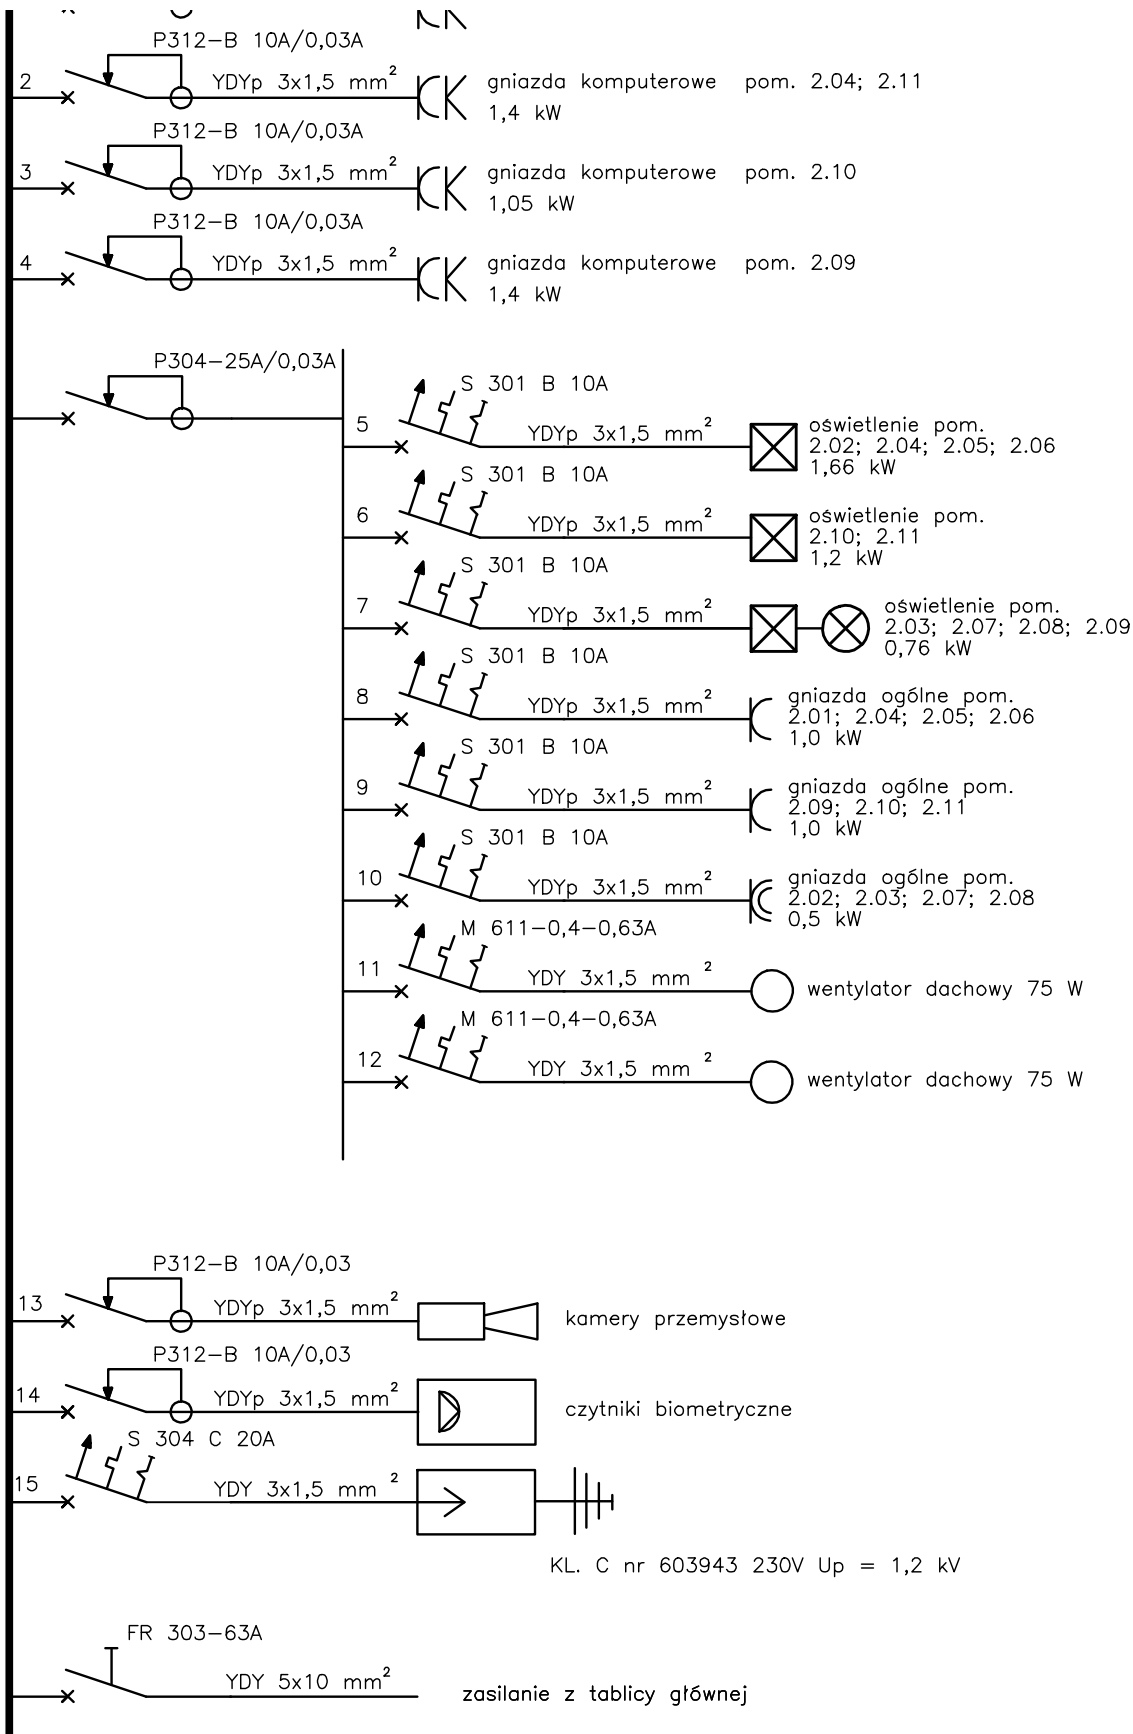 P312-B 10A/0,03A
2 YDYp 3x1,5 mm² gniazda komputerowe pom. 2.04; 2.11
1,4 kW
P312-B 10A/0,03A
3 YDYp 3x1,5 mm² gniazda komputerowe pom. 2.10
1,05 kW
P312-B 10A/0,03A
4 YDYp 3x1,5 mm² gniazda komputerowe pom. 2.09
1,4 kW
P304-25A/0,03A
S 301 B 10A
5 YDYp 3x1,5 mm² oświetlenie pom.
2.02; 2.04; 2.05; 2.06
1,66 kW
S 301 B 10A
6 YDYp 3x1,5 mm² oświetlenie pom.
2.10; 2.11
1,2 kW
S 301 B 10A
7 YDYp 3x1,5 mm² oświetlenie pom.
2.03; 2.07; 2.08; 2.09
0,76 kW
S 301 B 10A
8 YDYp 3x1,5 mm² gniazda ogólne pom.
2.01; 2.04; 2.05; 2.06
1,0 kW
S 301 B 10A
9 YDYp 3x1,5 mm² gniazda ogólne pom.
2.09; 2.10; 2.11
1,0 kW
S 301 B 10A
10 YDYp 3x1,5 mm² gniazda ogólne pom.
2.02; 2.03; 2.07; 2.08
0,5 kW
M 611-0,4-0,63A
11 YDY 3x1,5 mm ² wentylator dachowy 75 W
M 611-0,4-0,63A
12 YDY 3x1,5 mm ² wentylator dachowy 75 W
P312-B 10A/0,03
13 YDYp 3x1,5 mm² kamery przemysłowe
P312-B 10A/0,03
14 YDYp 3x1,5 mm² czytniki biometryczne
S 304 C 20A
15 YDY 3x1,5 mm ²
KL. C nr 603943 230V Up = 1,2 kV
FR 303-63A
YDY 5x10 mm² zasilanie z tablicy głównej